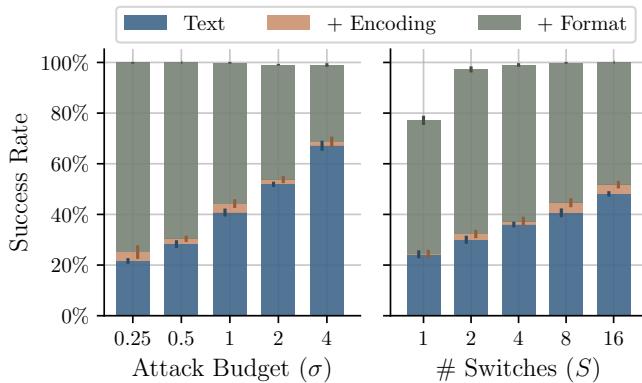 Text + Encoding + Format
Success Rate
100%
80%
60%
40%
20%
0%
0.25 0.5 1 2 4
Attack Budget (σ)
1 2 4 8 16
# Switches (S)